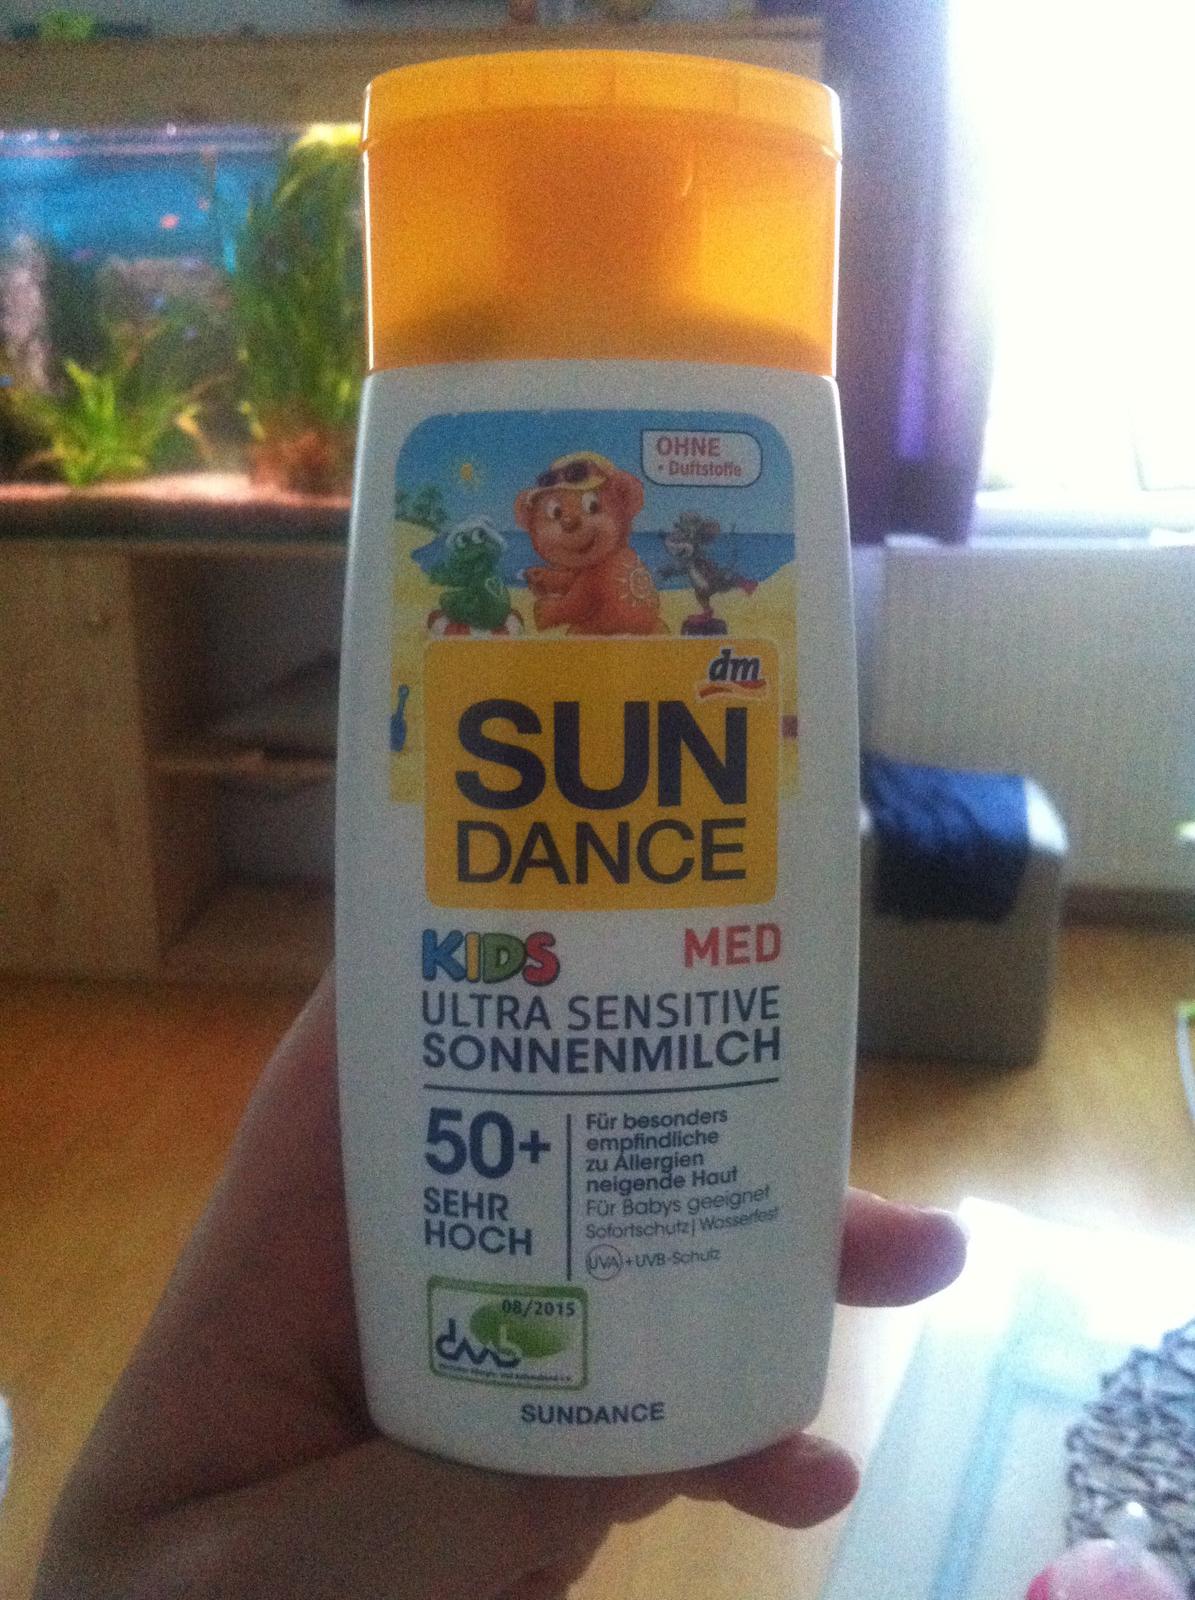 OHNE
• Duftstoffe
dm
SUN
DANCE
KIDS MED
ULTRA SENSITIVE
SONNENMILCH
50+
SEHR
HOCH
Für besonders
empfindliche
zu Allergien
neigende Haut
Für Babys geeignet
Sofortschutz | Wasserfest
UVA + UVB-Schutz
08/2015
daab
SUNDANCE